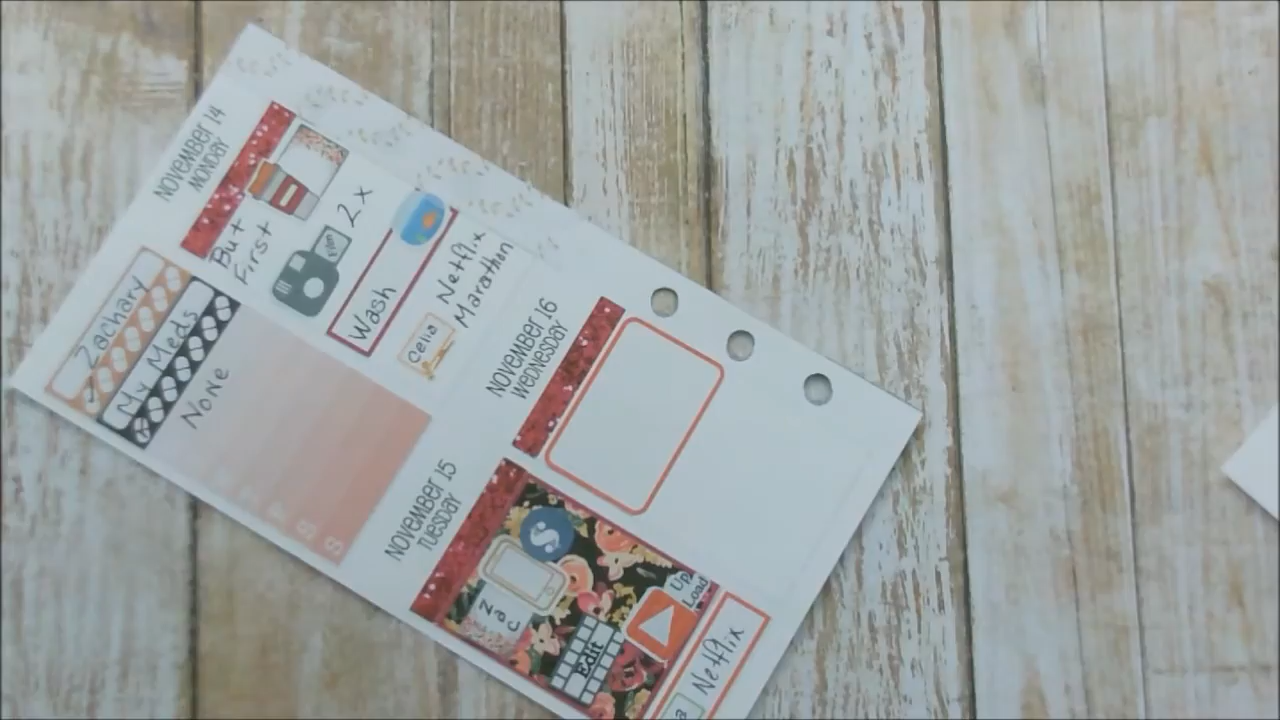 NOVEMBER 14
MONDAY
But
First
2x
Wash
Celia
Netflix
Marathon
Zachary
My Meds
None
NOVEMBER 15
TUESDAY
Zac
Edit
Up
Load
Netflix
NOVEMBER 16
WEDNESDAY